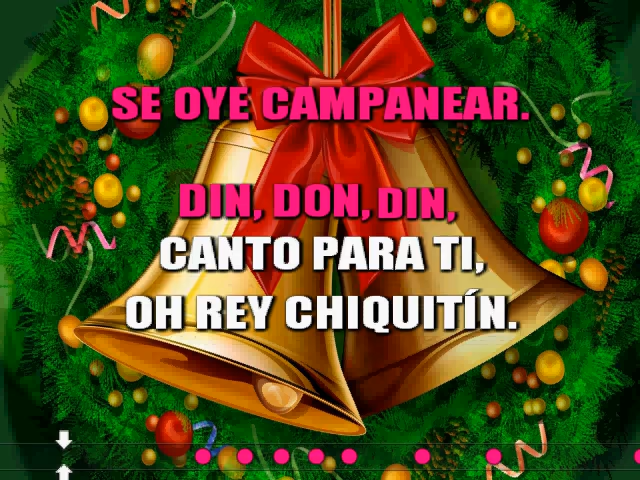 SE OYE CAMPANEAR.
DIN, DON, DIN,
CANTO PARA TI,
OH REY CHIQUITÍN.